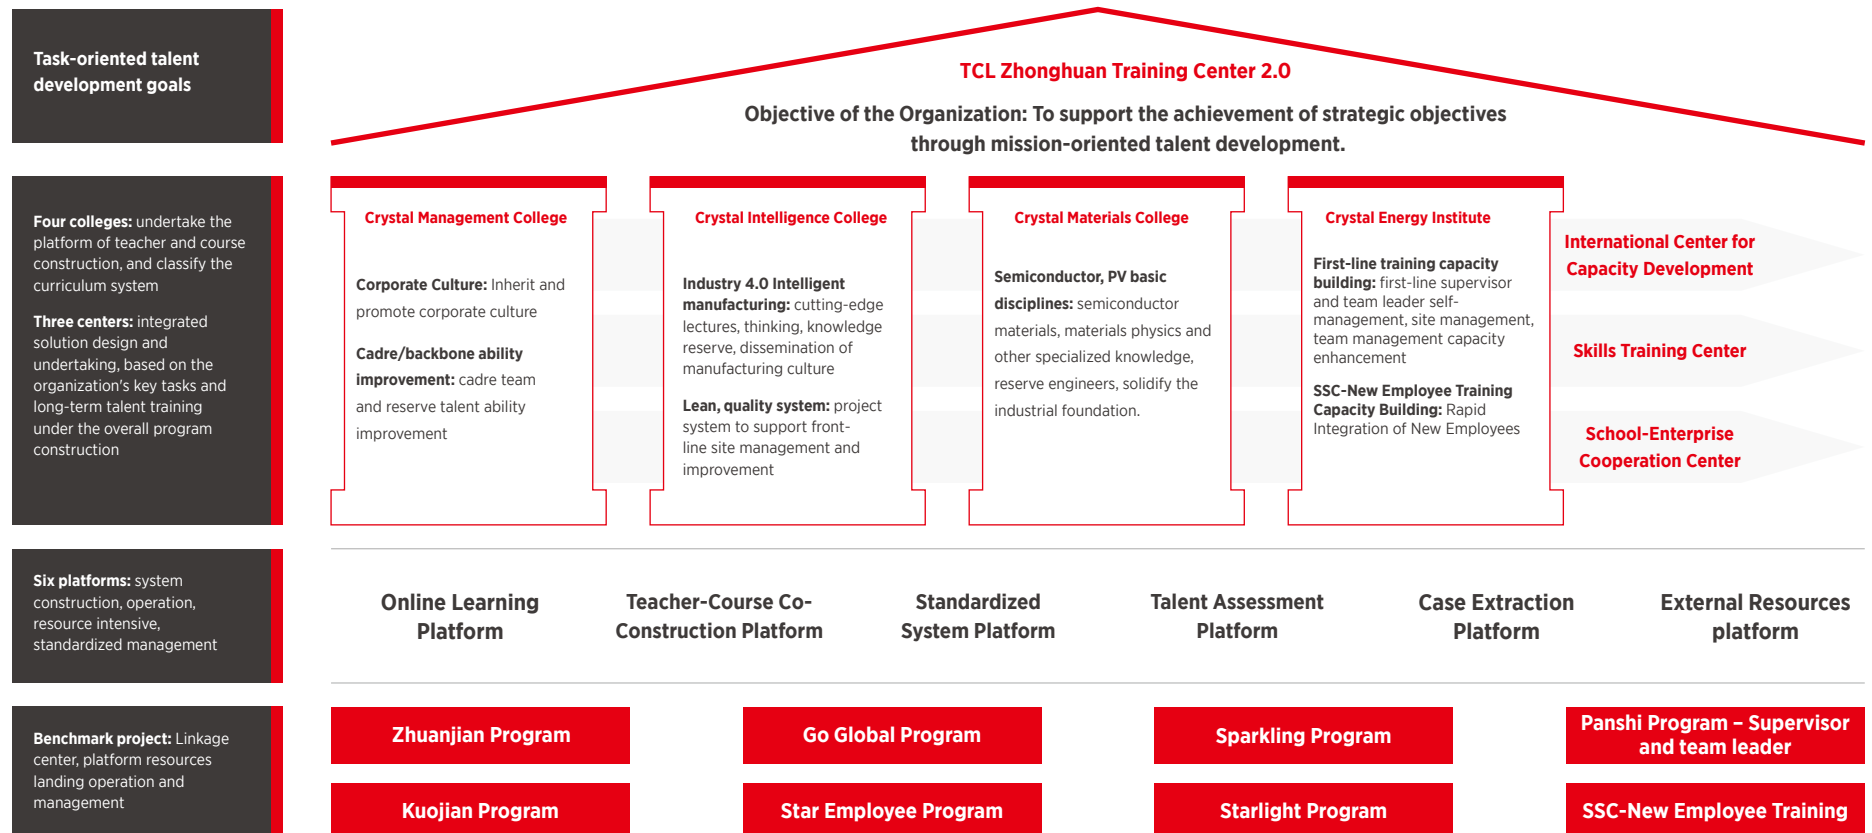 Task-oriented talent
development goals
TCL Zhonghuan Training Center 2.0
Objective of the Organization: To support the achievement of strategic objectives
through mission-oriented talent development.
Four colleges: undertake the
platform of teacher and course
construction, and classify the
curriculum system
Three centers: integrated
solution design and
undertaking, based on the
organization's key tasks and
long-term talent training
under the overall program
construction
Crystal Management College
Corporate Culture: Inherit and
promote corporate culture
Cadre/backbone ability
improvement: cadre team
and reserve talent ability
improvement
Crystal Intelligence College
Industry 4.0 Intelligent
manufacturing: cutting-edge
lectures, thinking, knowledge
reserve, dissemination of
manufacturing culture
Lean, quality system: project
system to support front-
line site management and
improvement
Crystal Materials College
Semiconductor, PV basic
disciplines: semiconductor
materials, materials physics and
other specialized knowledge,
reserve engineers, solidify the
industrial foundation.
Crystal Energy Institute
First-line training capacity
building: first-line supervisor
and team leader self-
management, site management,
team management capacity
enhancement
SSC-New Employee Training
Capacity Building: Rapid
Integration of New Employees
International Center for
Capacity Development
Skills Training Center
School-Enterprise
Cooperation Center
Six platforms: system
construction, operation,
resource intensive,
standardized management
Online Learning
Platform
Teacher-Course Co-
Construction Platform
Standardized
System Platform
Talent Assessment
Platform
Case Extraction
Platform
External Resources
platform
Benchmark project: Linkage
center, platform resources
landing operation and
management
Zhuanjian Program
Go Global Program
Sparkling Program
Panshi Program – Supervisor
and team leader
Kuojian Program
Star Employee Program
Starlight Program
SSC-New Employee Training